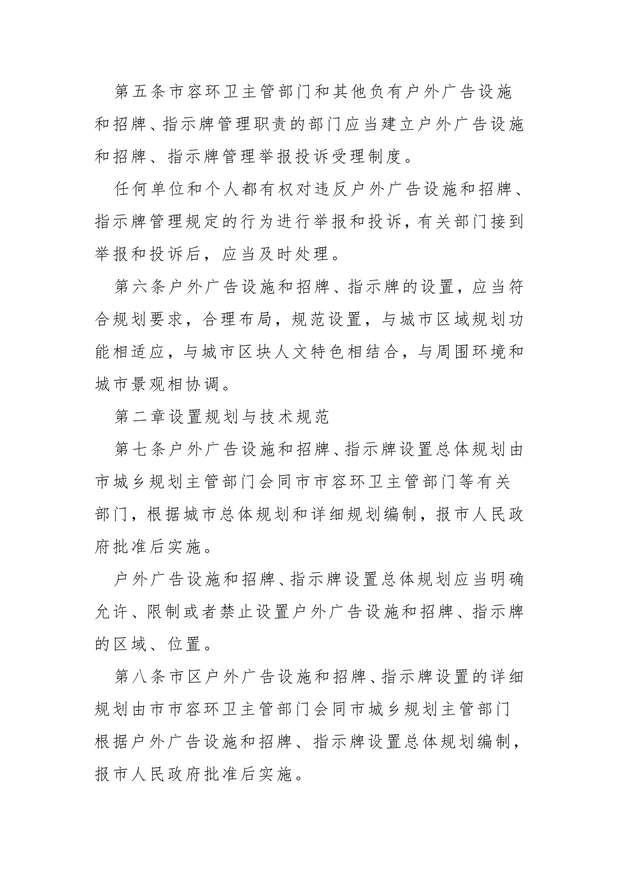 第五条市容环卫主管部门和其他负有户外广告设施
和招牌、指示牌管理职责的部门应当建立户外广告设施
和招牌、指示牌管理举报投诉受理制度。
任何单位和个人都有权对违反户外广告设施和招牌、
指示牌管理规定的行为进行举报和投诉，有关部门接到
举报和投诉后，应当及时处理。
第六条户外广告设施和招牌、指示牌的设置，应当符
合规划要求，合理布局，规范设置，与城市区域规划功
能相适应，与城市区块人文特色相结合，与周围环境和
城市景观相协调。
第二章设置规划与技术规范
第七条户外广告设施和招牌、指示牌设置总体规划由
市城乡规划主管部门会同市市容环卫主管部门等有关
部门，根据城市总体规划和详细规划编制，报市人民政
府批准后实施。
户外广告设施和招牌、指示牌设置总体规划应当明确
允许、限制或者禁止设置户外广告设施和招牌、指示牌
的区域、位置。
第八条市区户外广告设施和招牌、指示牌设置的详细
规划由市市容环卫主管部门会同市城乡规划主管部门
根据户外广告设施和招牌、指示牌设置总体规划编制，
报市人民政府批准后实施。